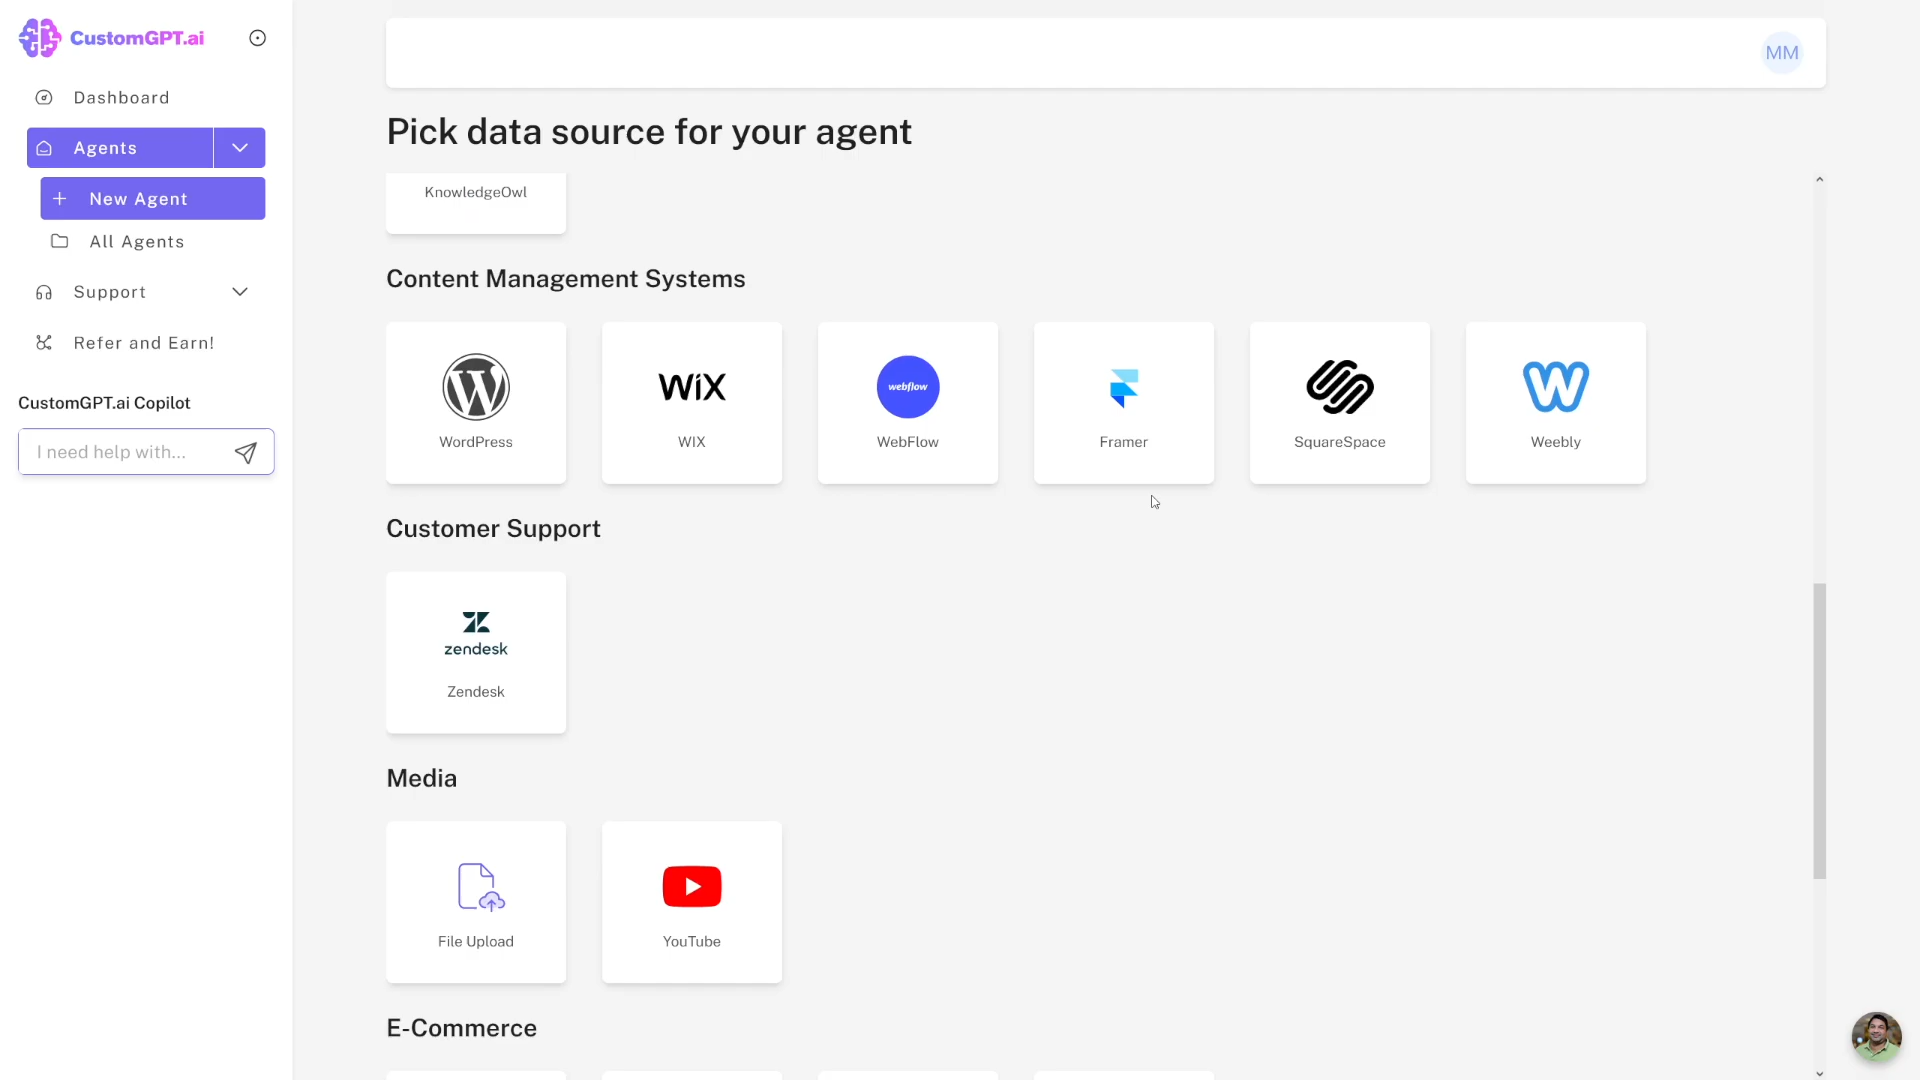 CustomGPT.ai
Dashboard
Agents
New Agent
All Agents
Support
Refer and Earn!
CustomGPT.ai Copilot
I need help with...
MM
Pick data source for your agent
KnowledgeOwl
Content Management Systems
WordPress
WiX
WIX
webflow
WebFlow
Framer
SquareSpace
Weebly
Customer Support
zendesk
Zendesk
Media
File Upload
YouTube
E-Commerce